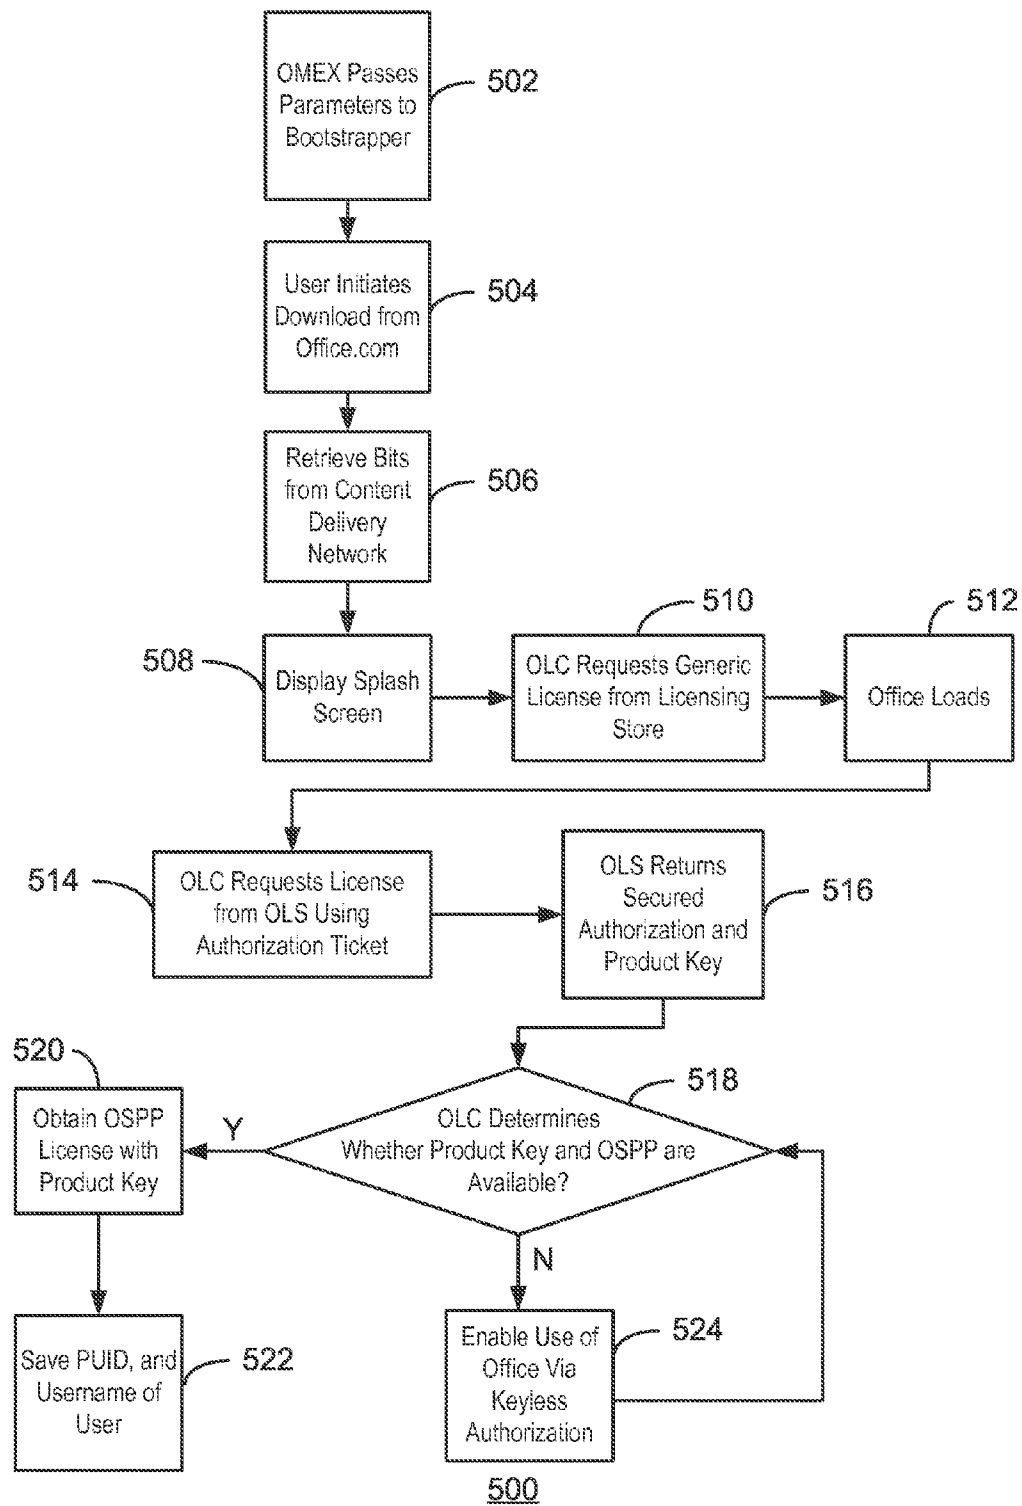 OMEX Passes
Parameters to
Bootstrapper
502
User Initiates
Download from
Office.com
504
Retrieve Bits
from Content
Delivery
Network
506
508
Display Splash
Screen
510
OLC Requests Generic
License from Licensing
Store
512
Office Loads
514
OLC Requests License
from OLS Using
Authorization Ticket
OLS Returns
Secured
Authorization and
Product Key
516
518
OLC Determines
Whether Product Key and OSPP are
Available?
Y
N
520
Obtain OSPP
License with
Product Key
Save PUID, and
Username of
User
522
Enable Use of
Office Via
Keyless
Authorization
524
500